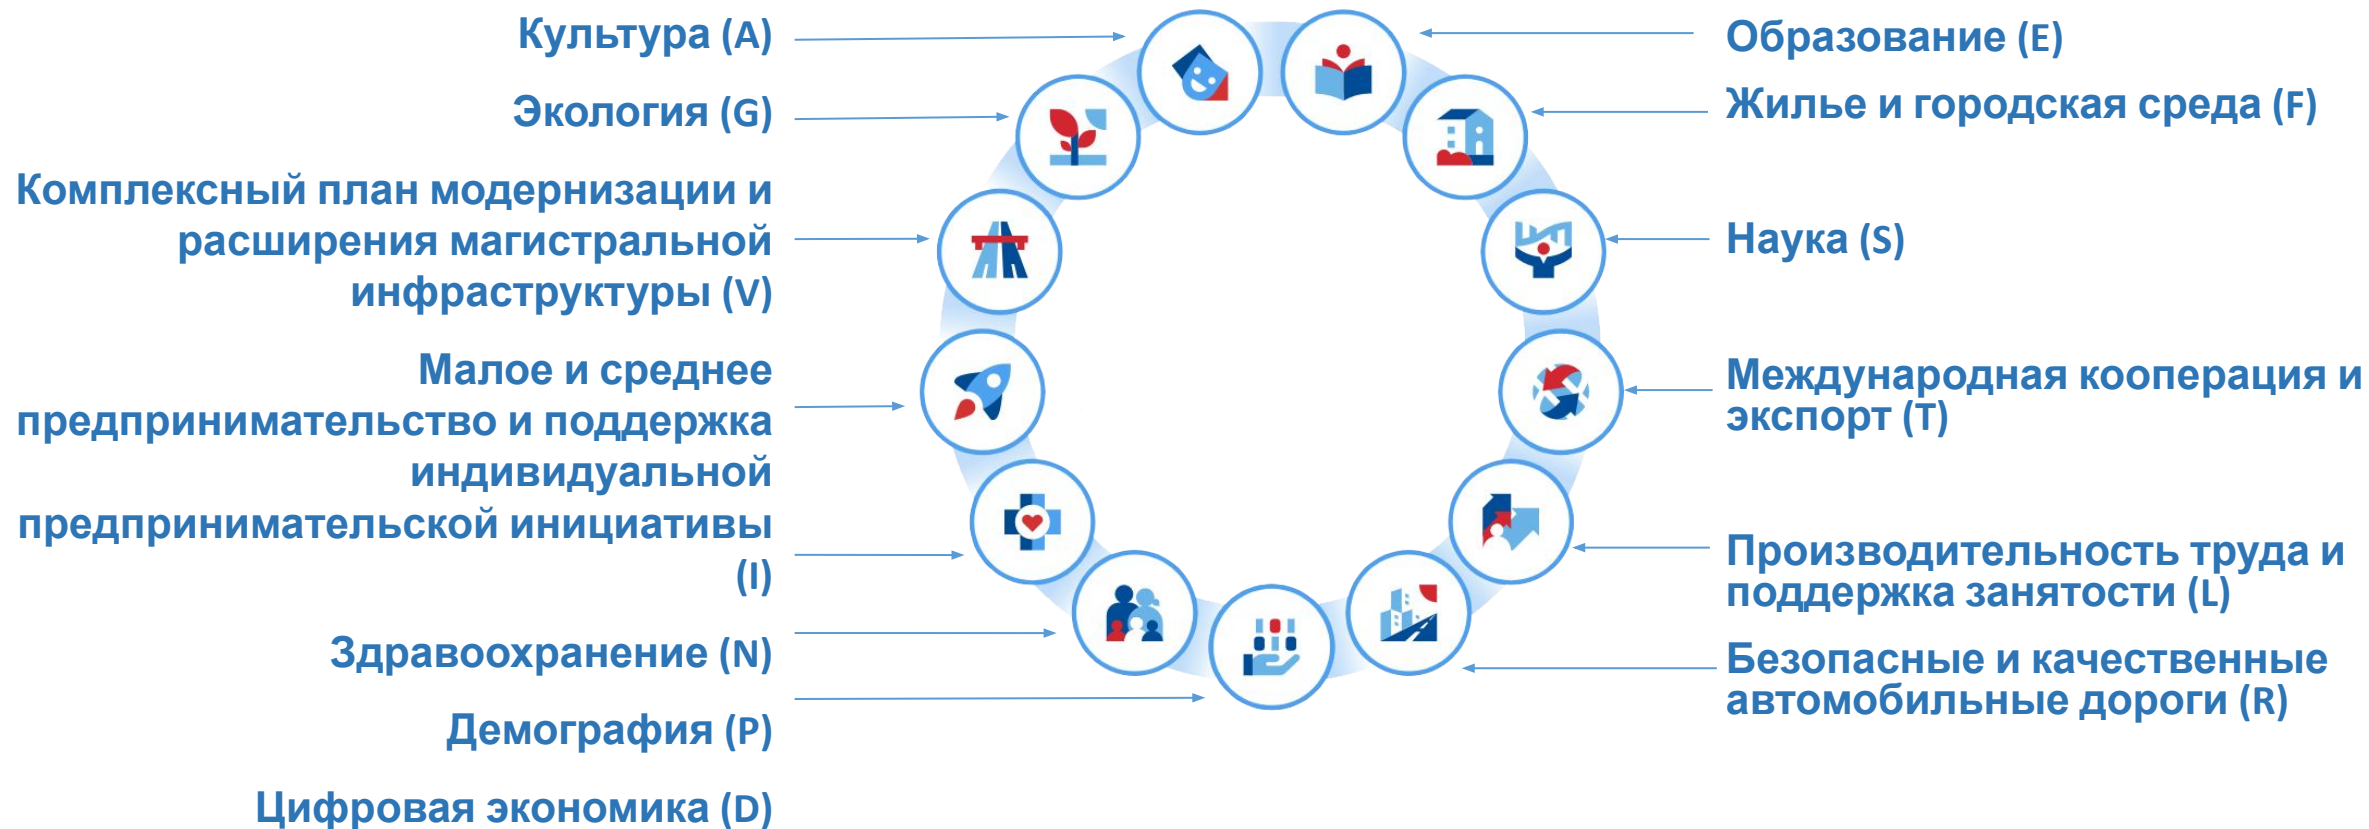 Культура (A)
Экология (G)
Комплексный план модернизации и
расширения магистральной
инфраструктуры (V)
Малое и среднее
предпринимательство и поддержка
индивидуальной
предпринимательской инициативы
(I)
Здравоохранение (N)
Демография (P)
Цифровая экономика (D)
Образование (E)
Жилье и городская среда (F)
Наука (S)
Международная кооперация и
экспорт (T)
Производительность труда и
поддержка занятости (L)
Безопасные и качественные
автомобильные дороги (R)